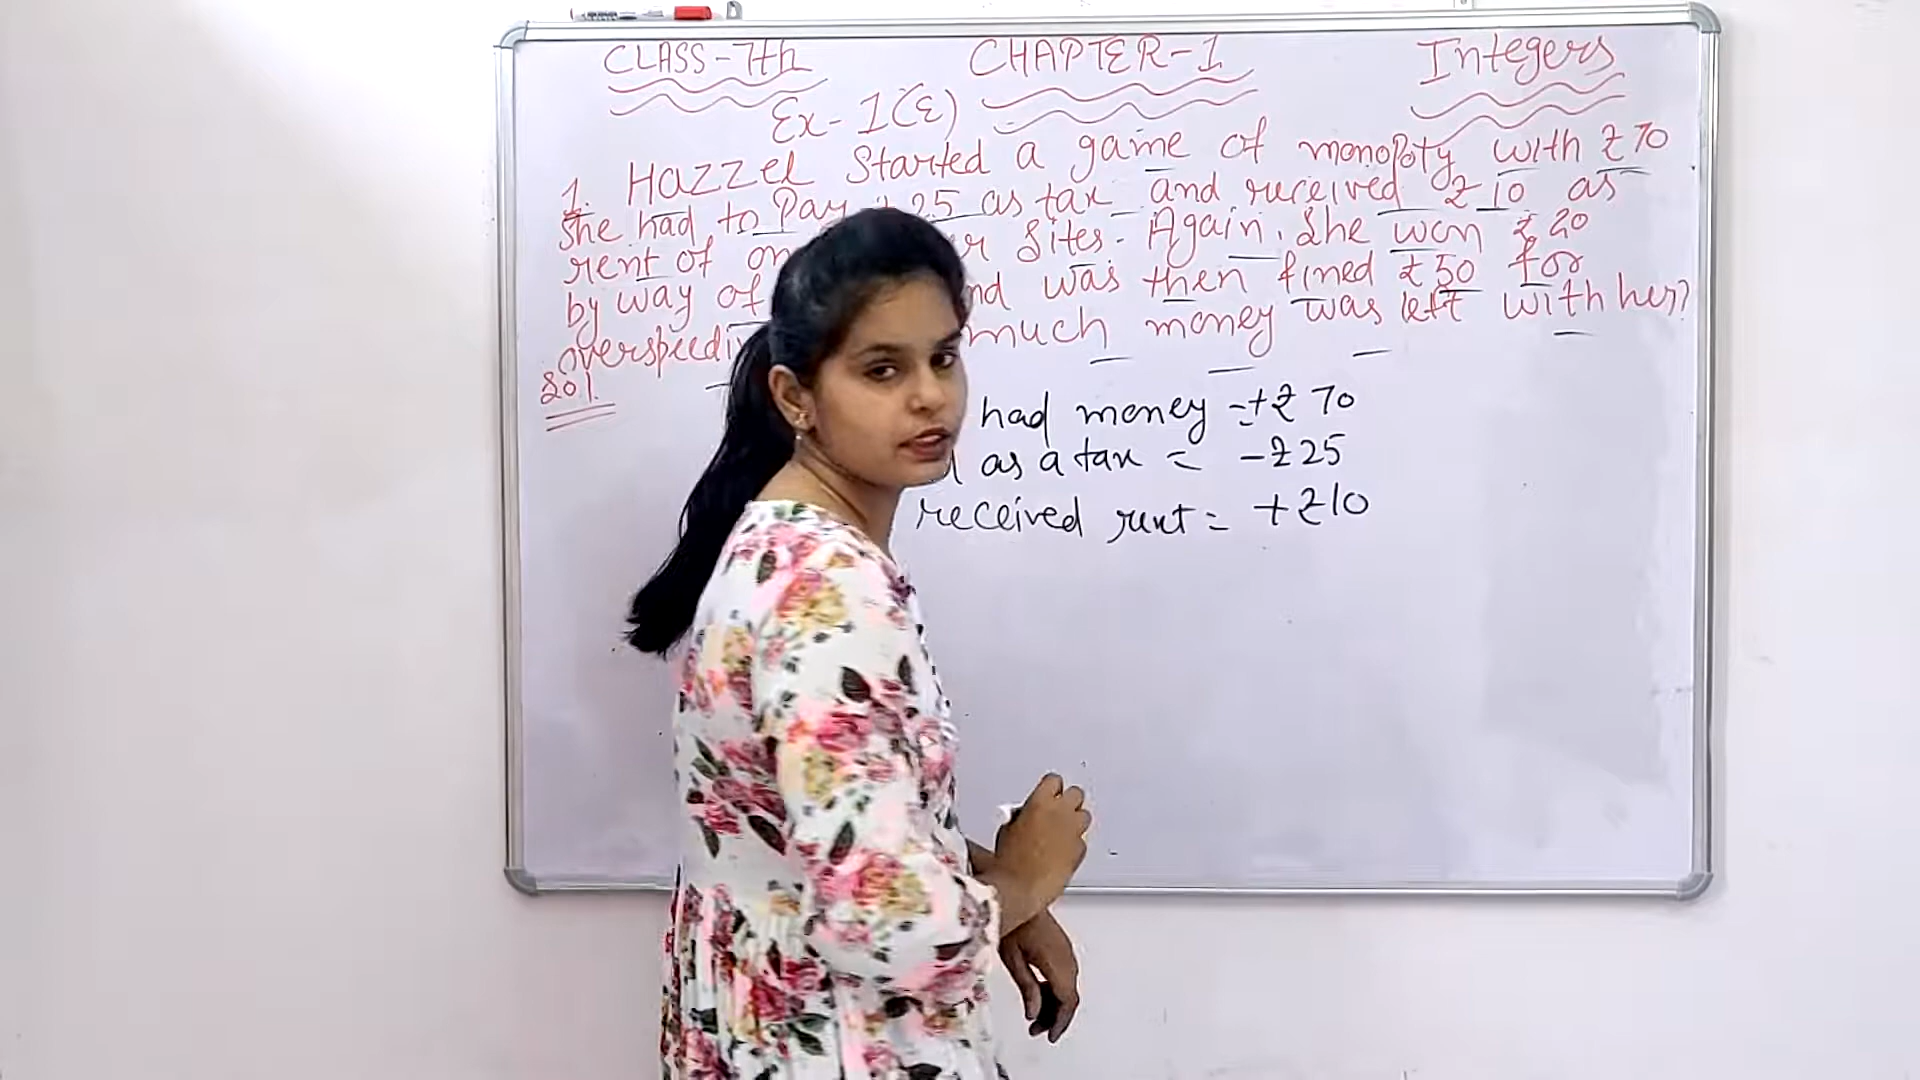 CLASS-7th CHAPTER-1 Integers
Ex-1(E)
1. Hazzel started a game of monopoly with ₹70
She had to Pay 25 as tax and received ₹10 as
rent of sites. Again, She won ₹20
by way of was then fined ₹50 for
much money was left with her?
Sol.
had money =+₹70
as a tax = -₹25
received rent = +₹10